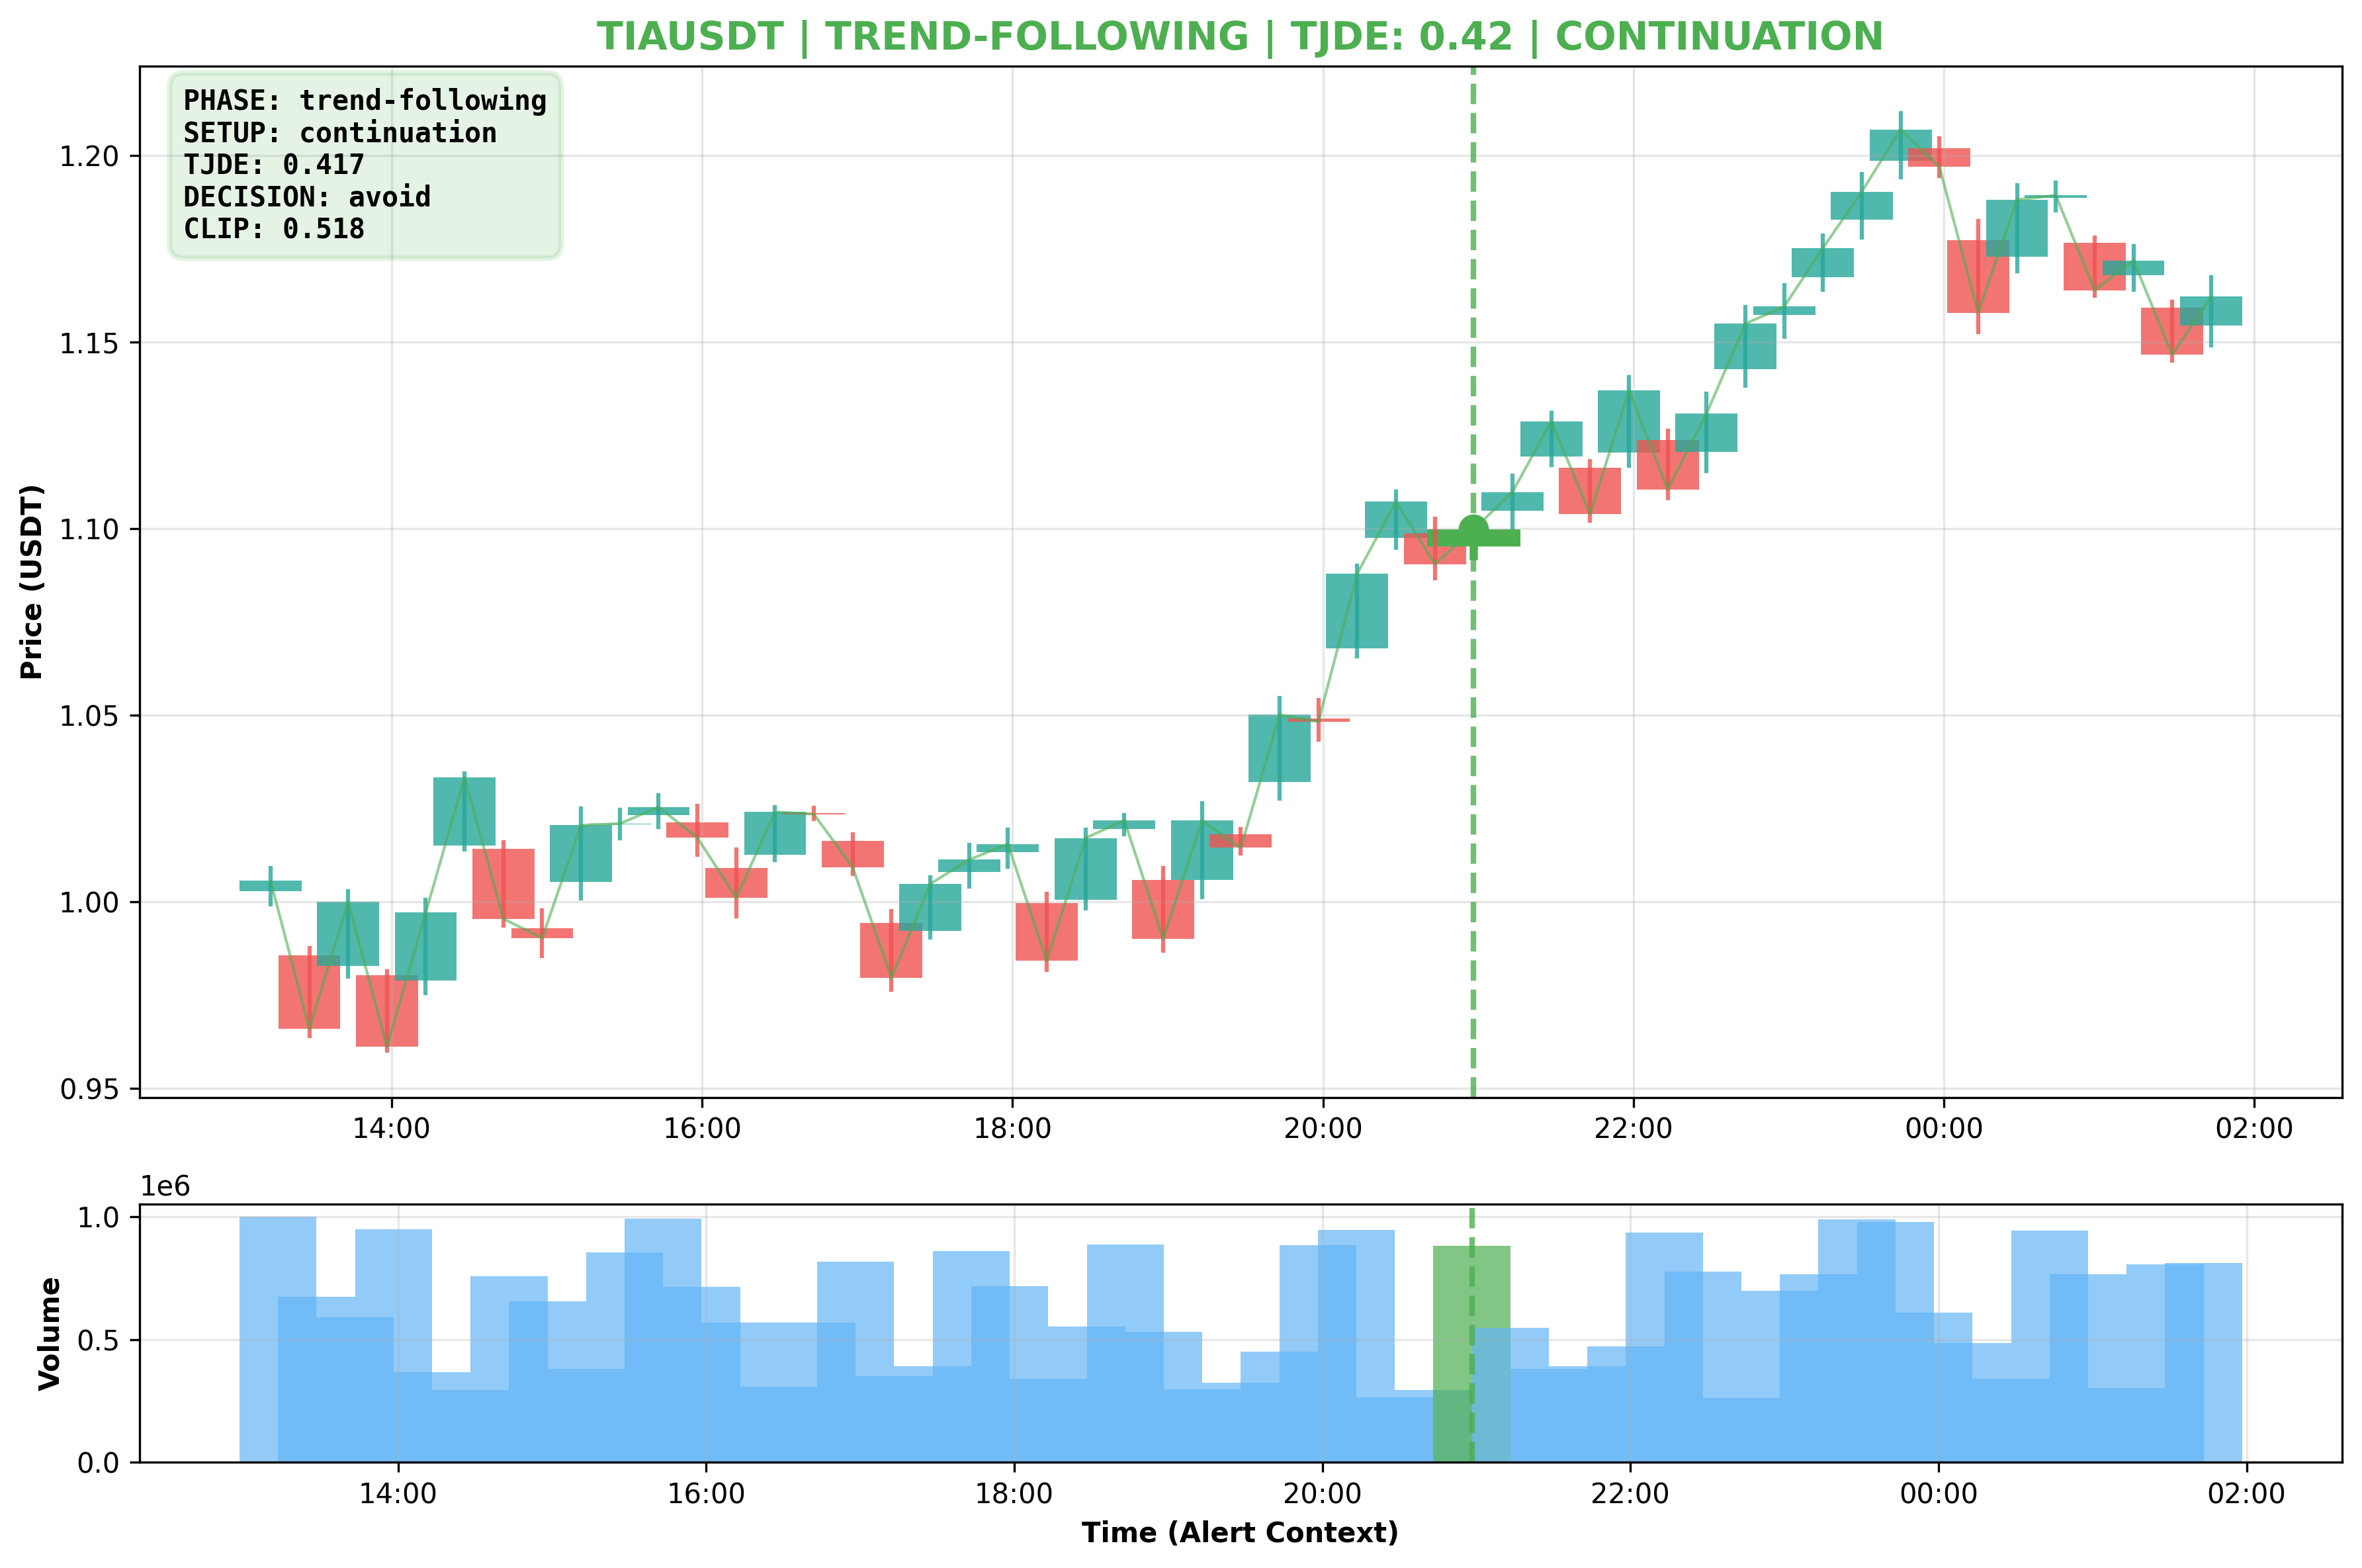 TIAUSDT | TREND-FOLLOWING | TJDE: 0.42 | CONTINUATION
PHASE: trend-following
SETUP: continuation
TJDE: 0.417
DECISION: avoid
CLIP: 0.518
Price (USDT)
1.20
1.15
1.10
1.05
1.00
0.95
14:00 16:00 18:00 20:00 22:00 00:00 02:00
1e6
Volume
1.0
0.5
0.0
14:00 16:00 18:00 20:00 22:00 00:00 02:00
Time (Alert Context)